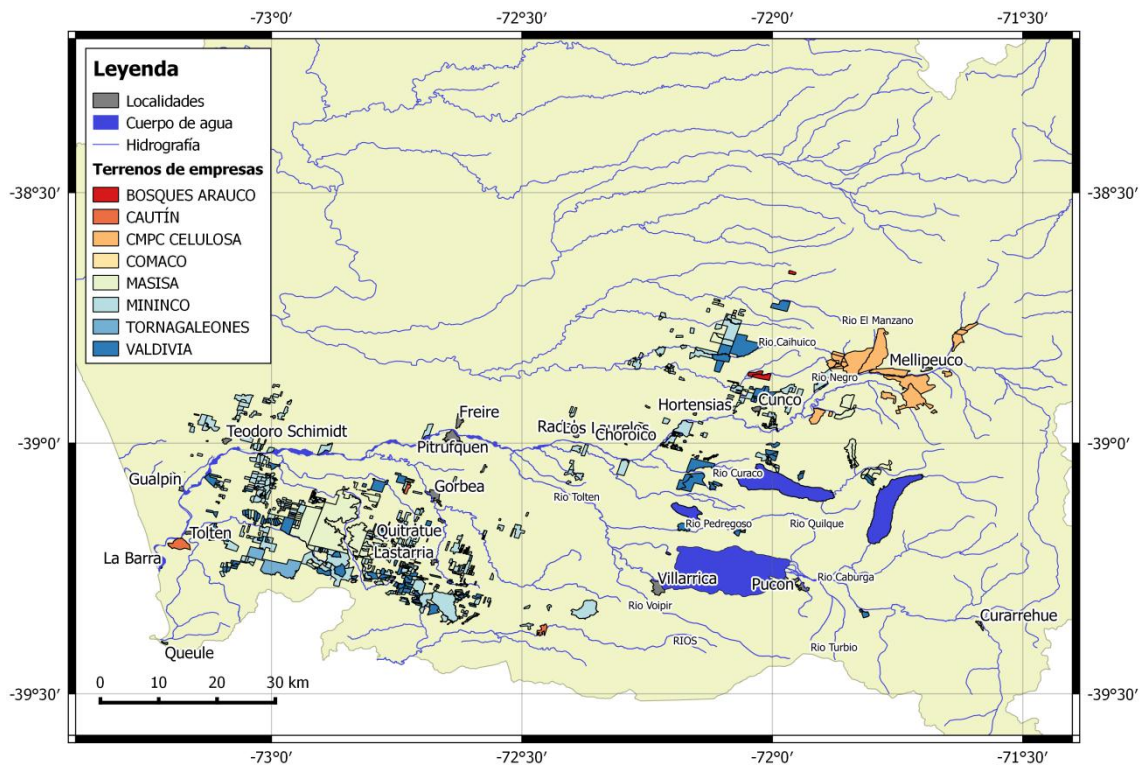 -73°0′
-72°30′
-72°0′
-71°30′
Leyenda
Localidades
Cuerpo de agua
Hidrografía
Terrenos de empresas
BOSQUES ARAUCO
CAUTÍN
CMPC CELULOSA
COMACO
MASISA
MININCO
TORNAGALEONES
VALDIVIA
-38°30′
-38°30′
Rio El Manzano
Rio Caihuico
Mellipeuco
Rio Negro
Cunco
Hortensias
Freire
Teodoro Schimidt
Los Laureles
Choroico
-39°0′
-39°0′
Pitrufquen
Gualpin
Gorbea
Rio Curaco
Rio Tolten
Tolten
Quitratue
Rio Pedregoso
Rio Quilque
La Barra
Lastarria
Villarrica
Pucon
Rio Caburga
Rio Voipir
Curarrehue
Queule
RIOS
Rio Turbio
0 10 20 30 km
-39°30′
-39°30′
-73°0′
-72°30′
-72°0′
-71°30′